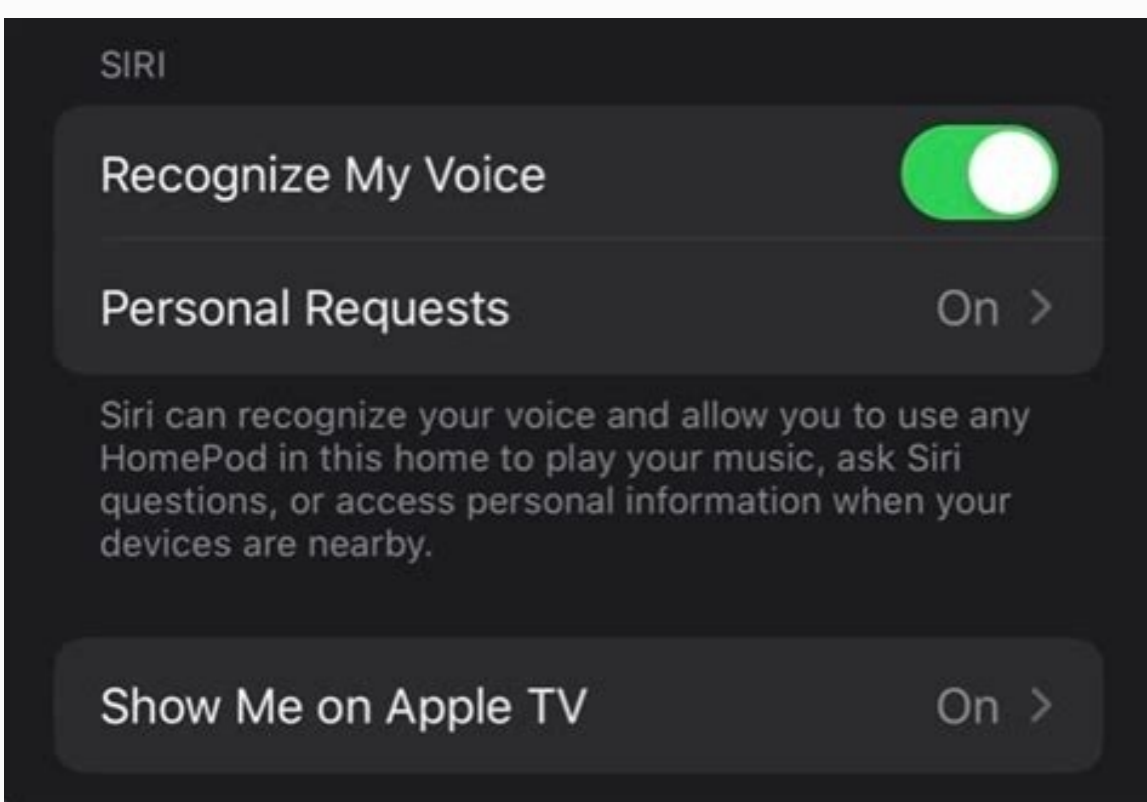 SIRI
Recognize My Voice
Personal Requests On
Siri can recognize your voice and allow you to use any
HomePod in this home to play your music, ask Siri
questions, or access personal information when your
devices are nearby.
Show Me on Apple TV On